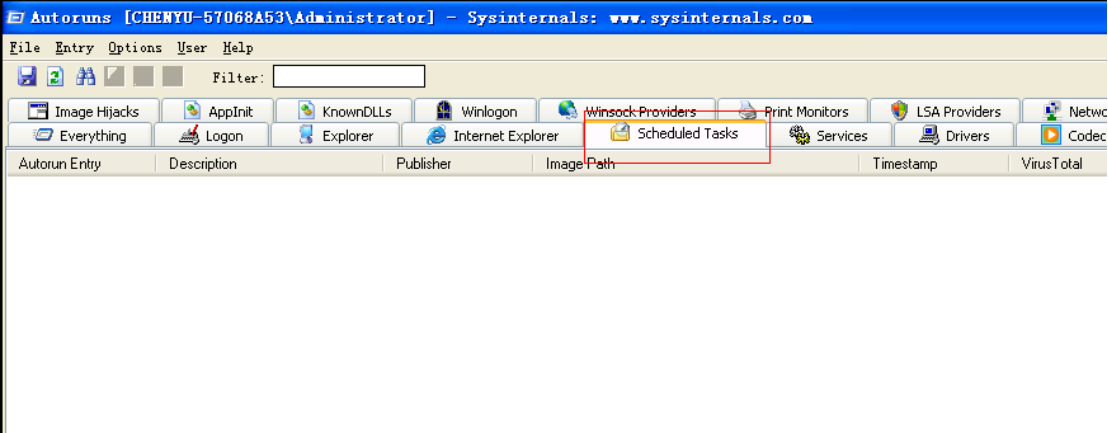 Autoruns [CHENYU-57068A53\Administrator] - Sysinternals: www.sysinternals.com
File Entry Options User Help
Filter:
Image Hijacks AppInit KnownDLLs Winlogon Winsock Providers Print Monitors LSA Providers Netwo
Everything Logon Explorer Internet Explorer Scheduled Tasks Services Drivers Codec
Autorun Entry Description Publisher Image Path Timestamp VirusTotal